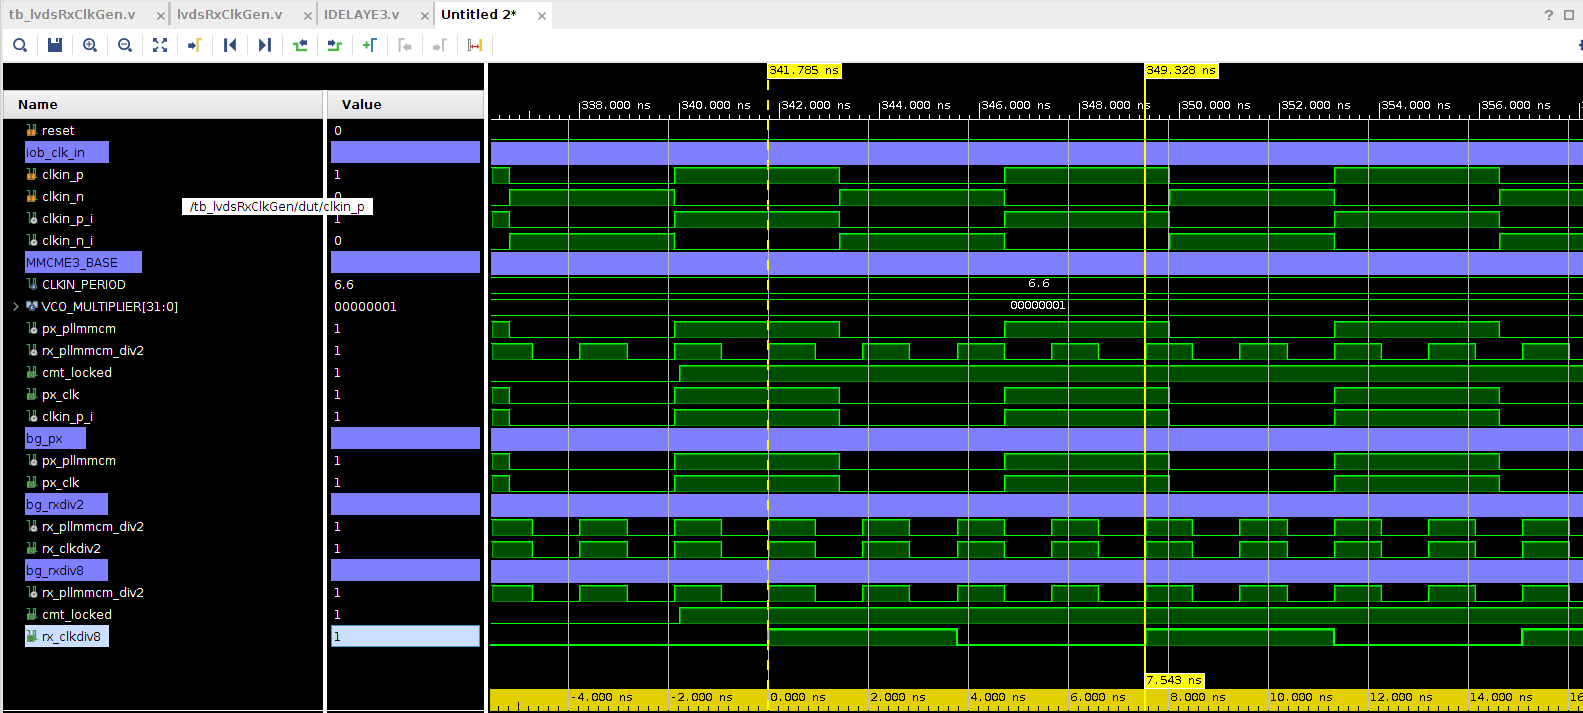 tb_lvdsRxClkGen.v × lvdsRxClkGen.v × IDELAYE3.v × Untitled 2* × ?
341.785 ns 349.328 ns
Name Value 338.000 ns 340.000 ns 342.000 ns 344.000 ns 346.000 ns 348.000 ns 350.000 ns 352.000 ns 354.000 ns 356.000 ns
reset 0
iob_clk_in
clkin_p 1
clkin_n 0
/tb_lvdsRxClkGen/dut/clkin_p
clkin_p_i 1
clkin_n_i 0
MMCME3_BASE
CLKIN_PERIOD 6.6 6.6
VCO_MULTIPLIER[31:0] 00000001 00000001
px_pllmmcm 1
rx_pllmmcm_div2 1
cmt_locked 1
px_clk 1
clkin_p_i 1
bg_px
px_pllmmcm 1
px_clk 1
bg_rxdiv2
rx_pllmmcm_div2 1
rx_clkdiv2 1
bg_rxdiv8
rx_pllmmcm_div2 1
cmt_locked 1
rx_clkdiv8 1
7.543 ns
-4.000 ns -2.000 ns 0.000 ns 2.000 ns 4.000 ns 6.000 ns 8.000 ns 10.000 ns 12.000 ns 14.000 ns 16